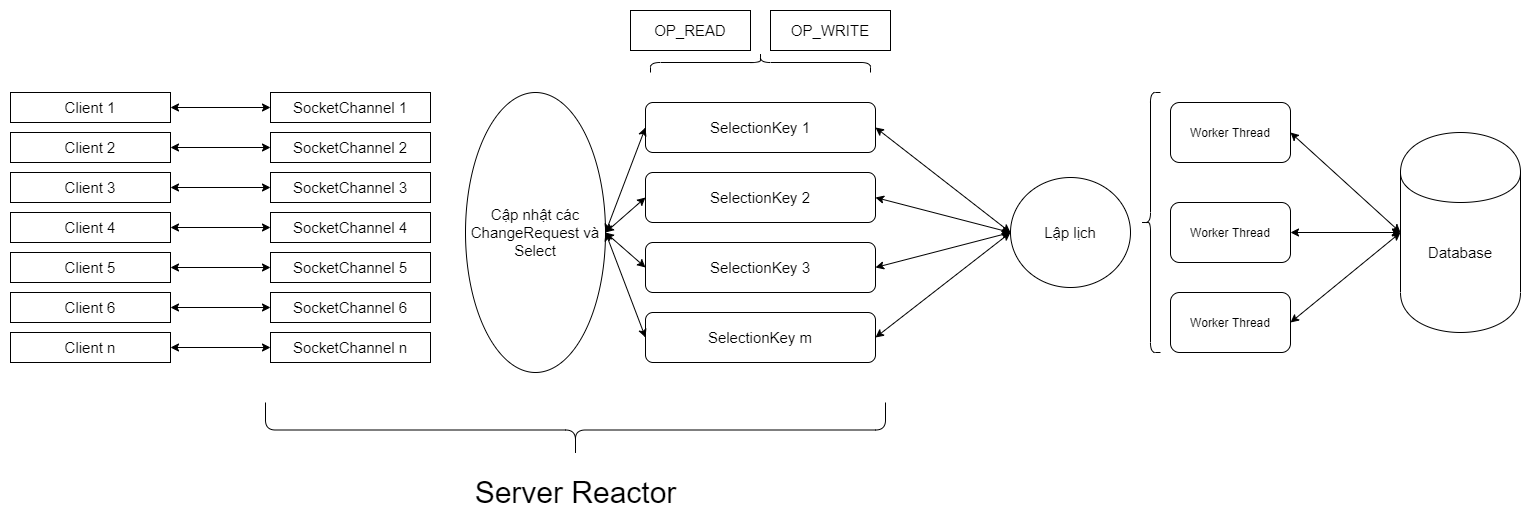 OP_READ
OP_WRITE
Client 1
SocketChannel 1
Client 2
SocketChannel 2
Client 3
SocketChannel 3
Client 4
SocketChannel 4
Client 5
SocketChannel 5
Client 6
SocketChannel 6
Client n
SocketChannel n
Cập nhật các
ChangeRequest và
Select
SelectionKey 1
SelectionKey 2
SelectionKey 3
SelectionKey m
Lập lịch
Worker Thread
Worker Thread
Worker Thread
Database
Server Reactor